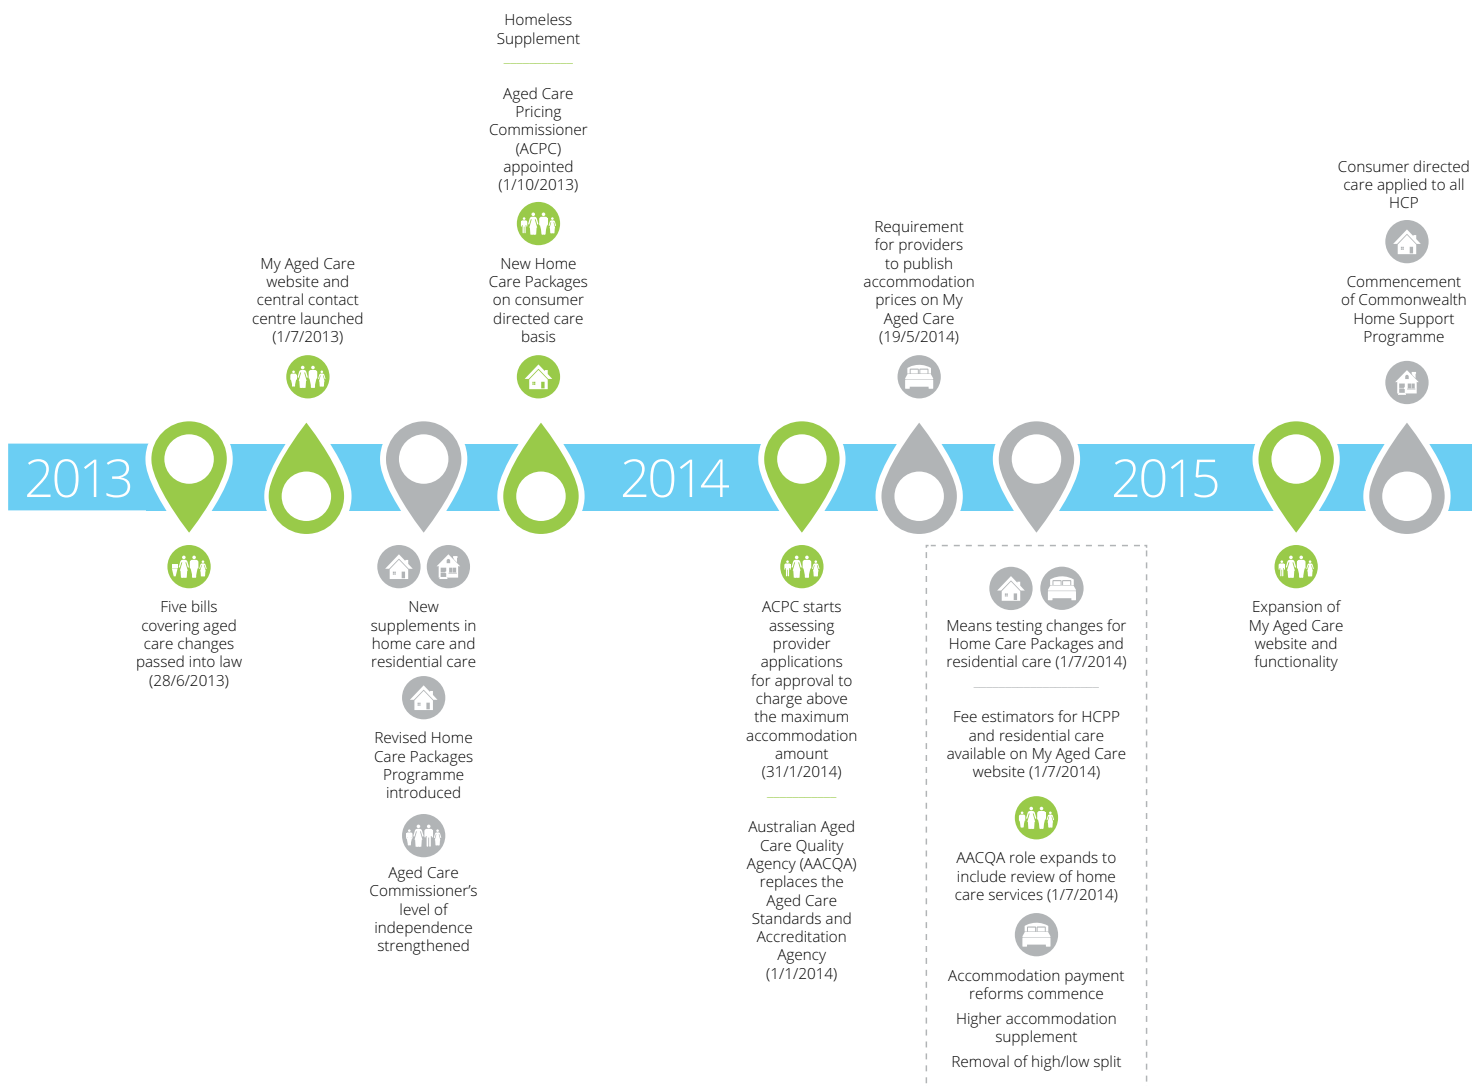 Homeless
Supplement
Aged Care
Pricing
Commissioner
(ACPC)
appointed
(1/10/2013)
New Home
Care Packages
on consumer
directed care
basis
My Aged Care
website and
central contact
centre launched
(1/7/2013)
Requirement
for providers
to publish
accommodation
prices on My
Aged Care
(19/5/2014)
Consumer directed
care applied to all
HCP
Commencement
of Commonwealth
Home Support
Programme
2013
2014
2015
Five bills
covering aged
care changes
passed into law
(28/6/2013)
New
supplements in
home care and
residential care
Revised Home
Care Packages
Programme
introduced
Aged Care
Commissioner’s
level of
independence
strengthened
ACPC starts
assessing
provider
applications
for approval to
charge above
the maximum
accommodation
amount
(31/1/2014)
Australian Aged
Care Quality
Agency (AACQA)
replaces the
Aged Care
Standards and
Accreditation
Agency
(1/1/2014)
Means testing changes for
Home Care Packages and
residential care (1/7/2014)
Fee estimators for HCPP
and residential care
available on My Aged Care
website (1/7/2014)
AACQA role expands to
include review of home
care services (1/7/2014)
Accommodation payment
reforms commence
Higher accommodation
supplement
Removal of high/low split
Expansion of
My Aged Care
website and
functionality